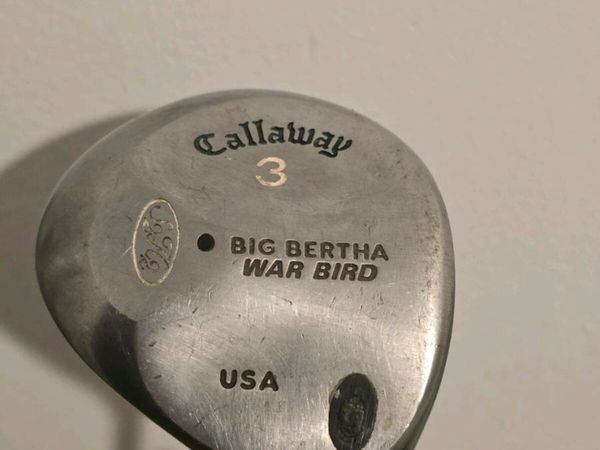 Callaway
3
BIG BERTHA
WAR BIRD
USA